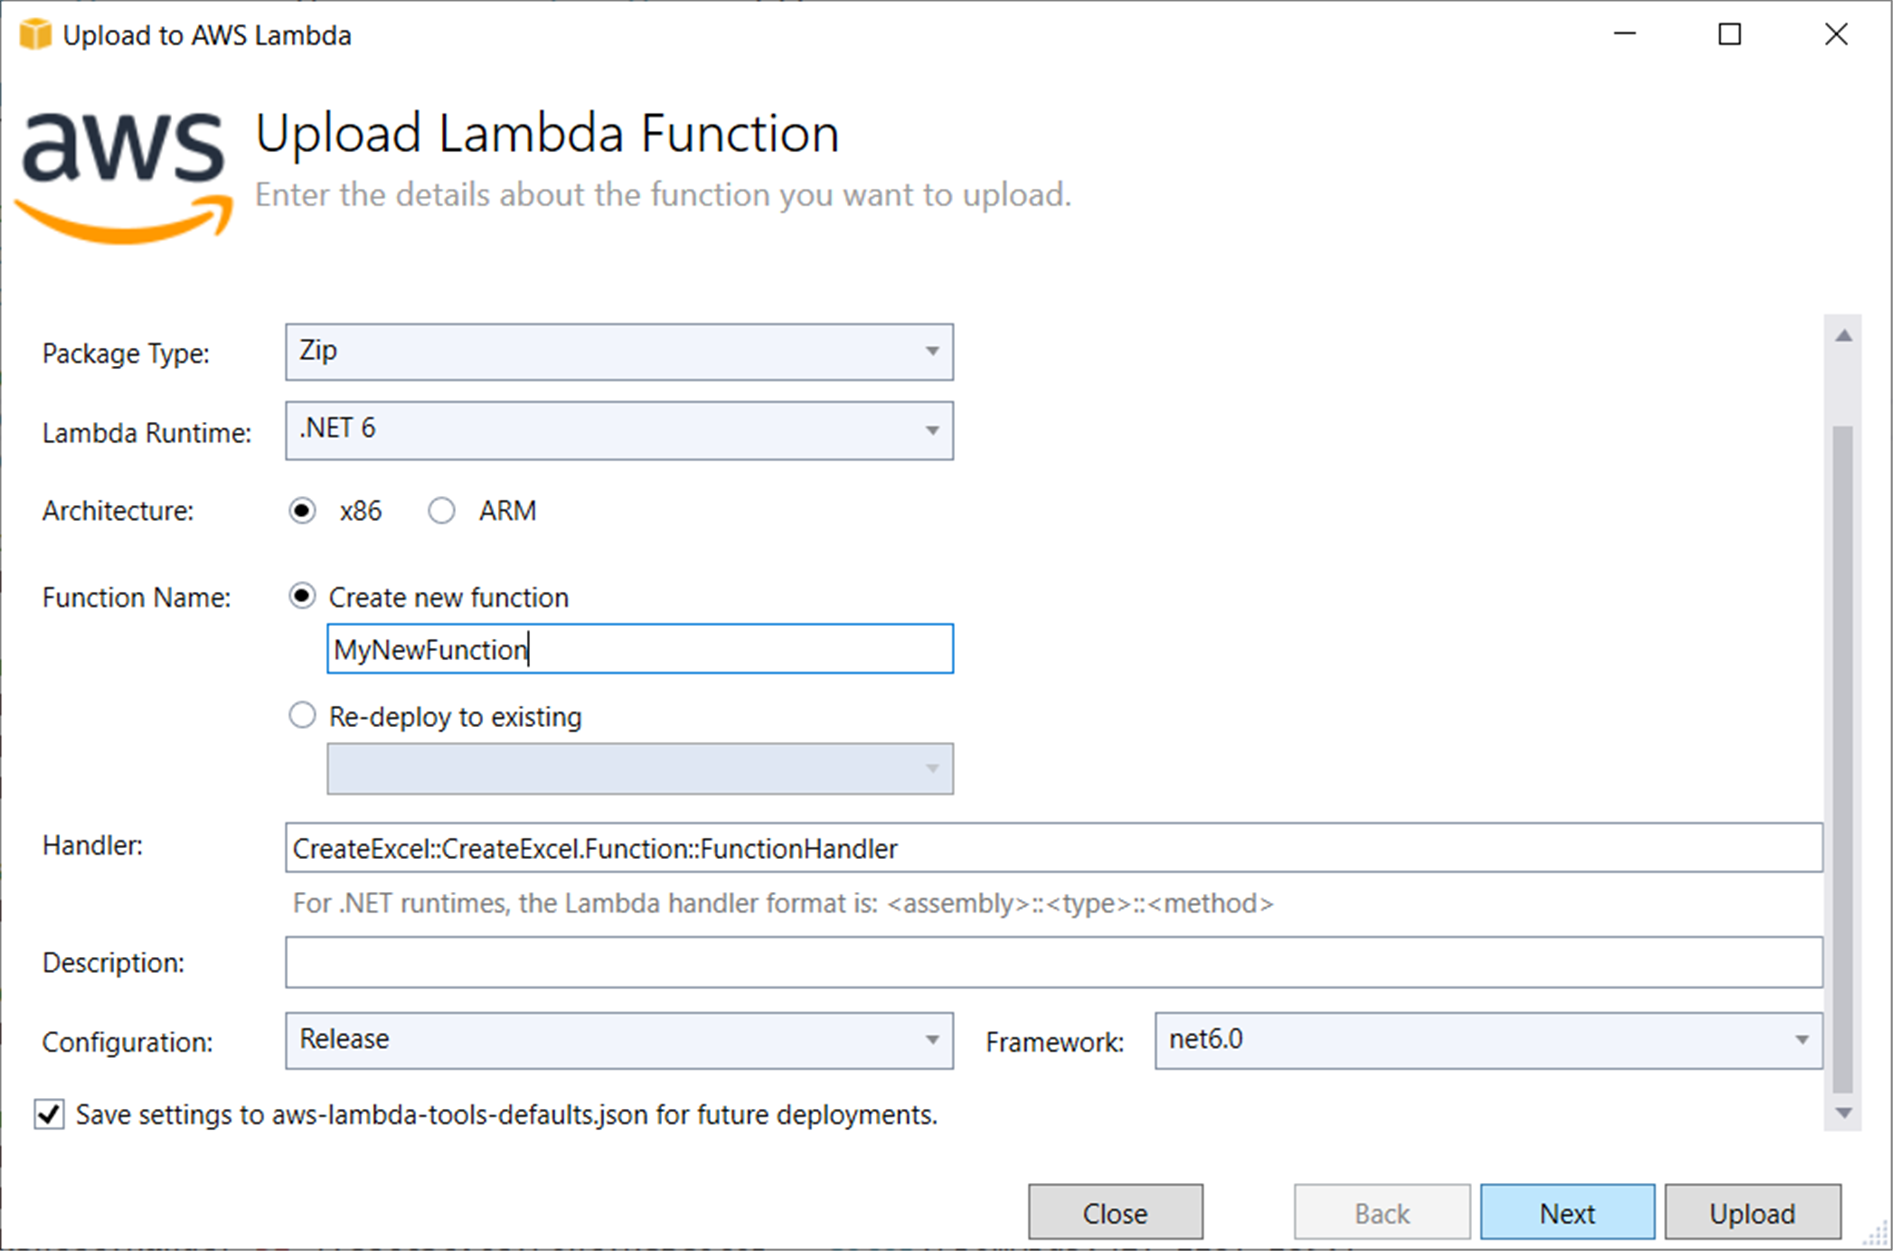 Upload to AWS Lambda
aws
Upload Lambda Function
Enter the details about the function you want to upload.
Package Type: Zip
Lambda Runtime: .NET 6
Architecture: x86 ARM
Function Name: Create new function
MyNewFunction
Re-deploy to existing
Handler: CreateExcel::CreateExcel.Function::FunctionHandler
For .NET runtimes, the Lambda handler format is: <assembly>::<type>::<method>
Description:
Configuration: Release Framework: net6.0
Save settings to aws-lambda-tools-defaults.json for future deployments.
Close Back Next Upload